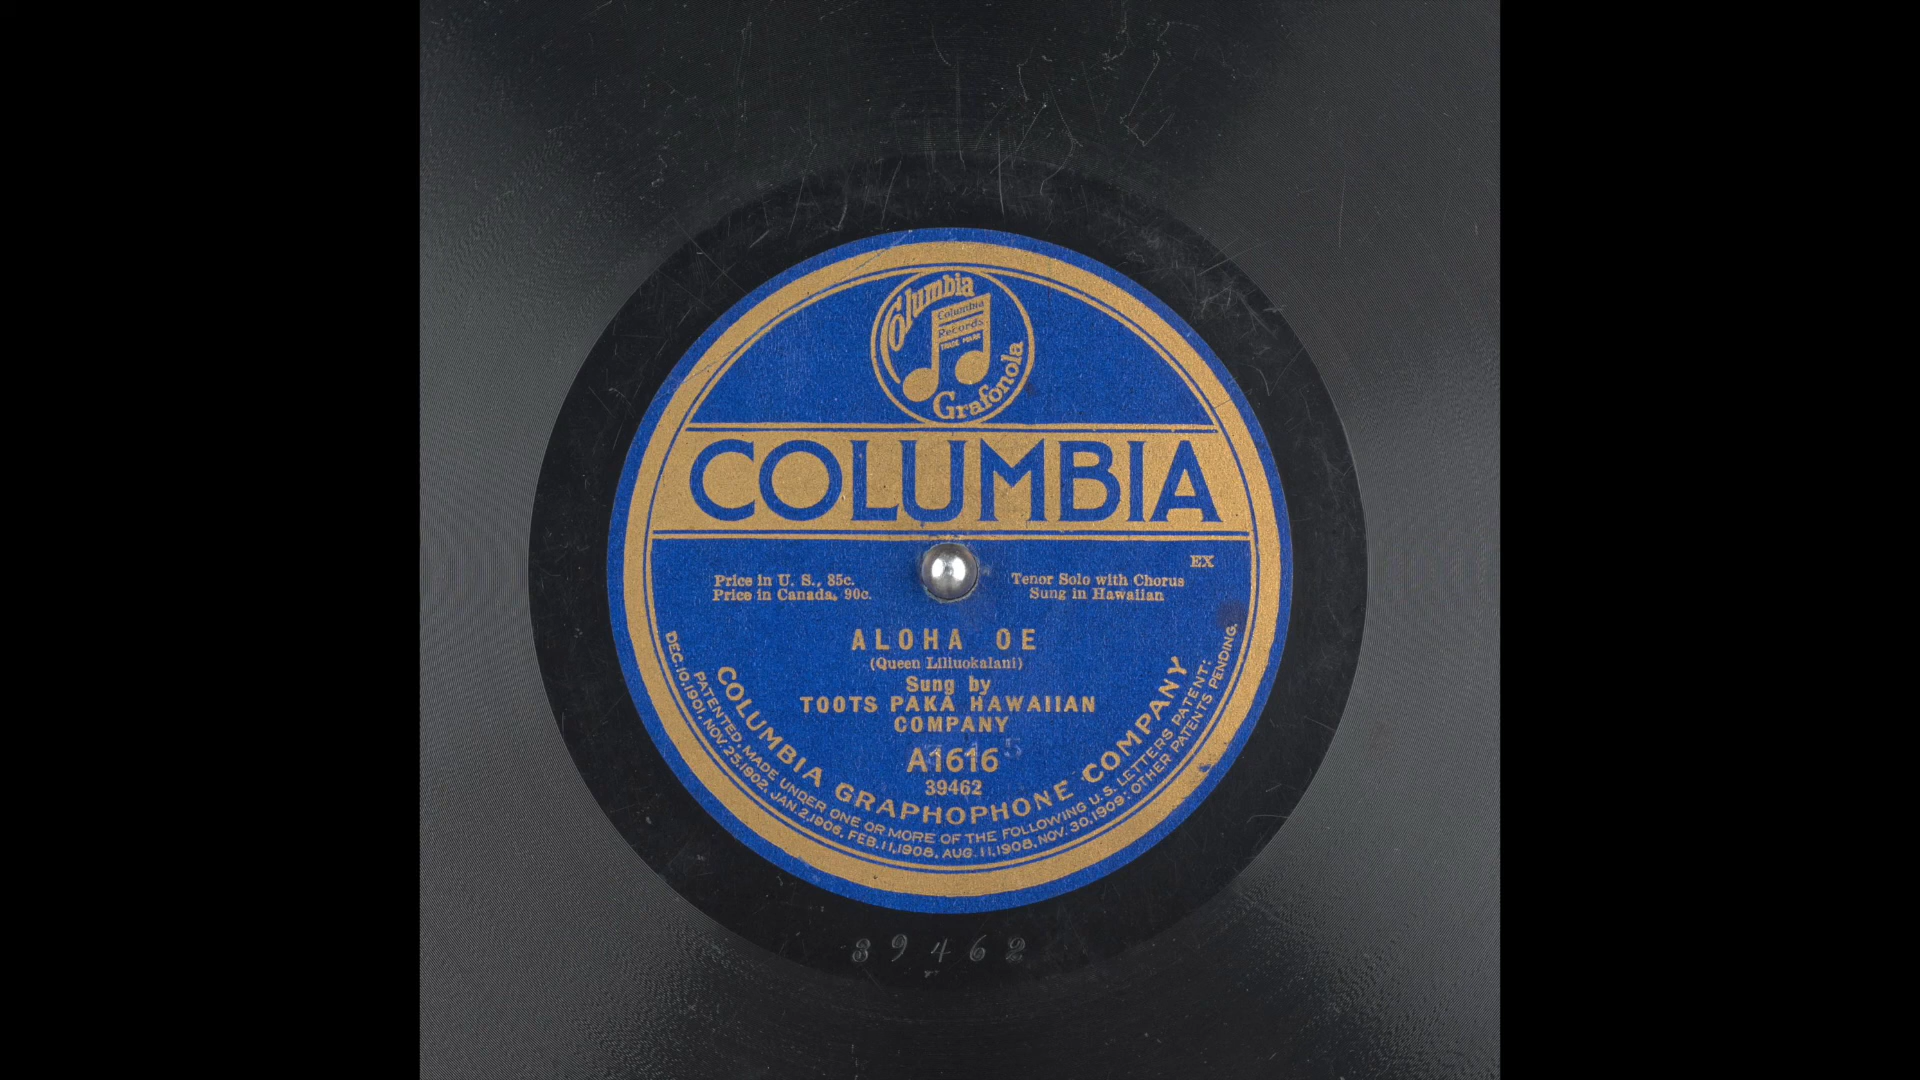 Columbia
Columbia
Records
TRADE MARK
Grafonola
COLUMBIA
EX
Price in U. S., 85c.
Price in Canada, 90c.
Tenor Solo with Chorus
Sung in Hawaiian
ALOHA OE
(Queen Liliuokalani)
Sung by
TOOTS PAKA HAWAIIAN
COMPANY
A1616
39462
COLUMBIA GRAPHOPHONE COMPANY
PATENTED, MADE UNDER ONE OR MORE OF THE FOLLOWING U.S. LETTERS PATENT:
DEC.10,1901, NOV.25,1902, JAN.2,1906, FEB.11,1908, AUG.11,1908, NOV.30,1909; OTHER PATENTS PENDING.
39462